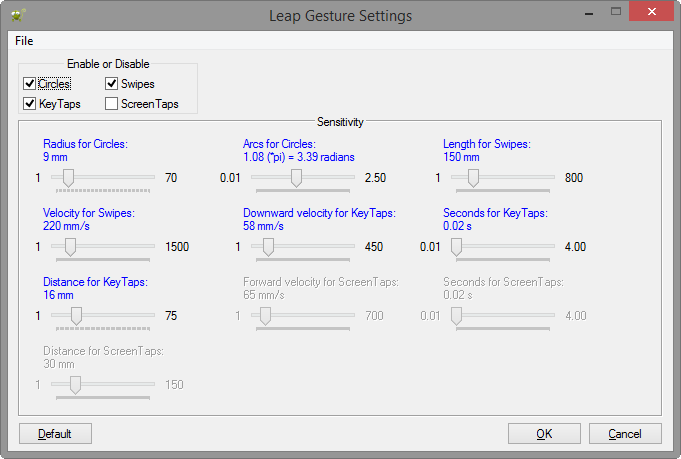 Leap Gesture Settings
File
Enable or Disable
Circles Swipes
KeyTaps ScreenTaps
Sensitivity
Radius for Circles: Arcs for Circles: Length for Swipes:
9 mm 1.08 (*pi) = 3.39 radians 150 mm
1 70 0.01 2.50 1 800
Velocity for Swipes: Downward velocity for KeyTaps: Seconds for KeyTaps:
220 mm/s 58 mm/s 0.02 s
1 1500 1 450 0.01 4.00
Distance for KeyTaps: Forward velocity for ScreenTaps: Seconds for ScreenTaps:
16 mm 65 mm/s 0.02 s
1 75 1 700 0.01 4.00
Distance for ScreenTaps:
30 mm
1 150
Default OK Cancel